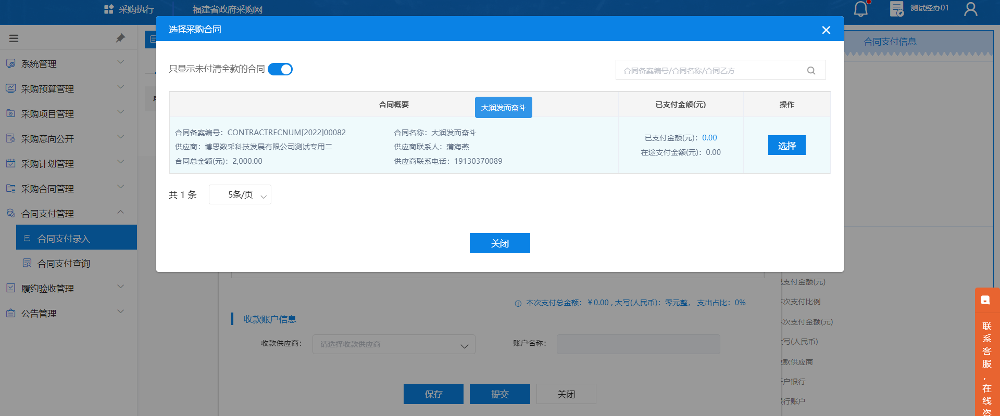 采购执行
福建省政府采购网
测试经办01
选择采购合同
合同支付信息
系统管理
采购预算管理
采购项目管理
采购意向公开
采购计划管理
采购合同管理
合同支付管理
合同支付录入
合同支付查询
履约验收管理
公告管理
只显示未付清全款的合同
合同备案编号/合同名称/合同乙方
合同概要
大润发而奋斗
已支付金额(元)
操作
合同备案编号：CONTRACTRECNUM[2022]00082
合同名称：大润发而奋斗
供应商：博思数采科技发展有限公司测试专用二
供应商联系人：蒲海燕
合同总金额(元)：2,000.00
供应商联系电话：19130370089
已支付金额(元)：0.00
在途支付金额(元)：0.00
选择
共 1 条
5条/页
关闭
本次支付总金额：￥0.00 , 大写(人民币)：零元整， 支出占比：0%
收款账户信息
收款供应商：
请选择收款供应商
账户名称：
保存
提交
关闭
已支付金额(元)
本次支付比例
本次支付金额(元)
大写(人民币)
收款供应商
开户银行
银行账户
联系客服，在线咨